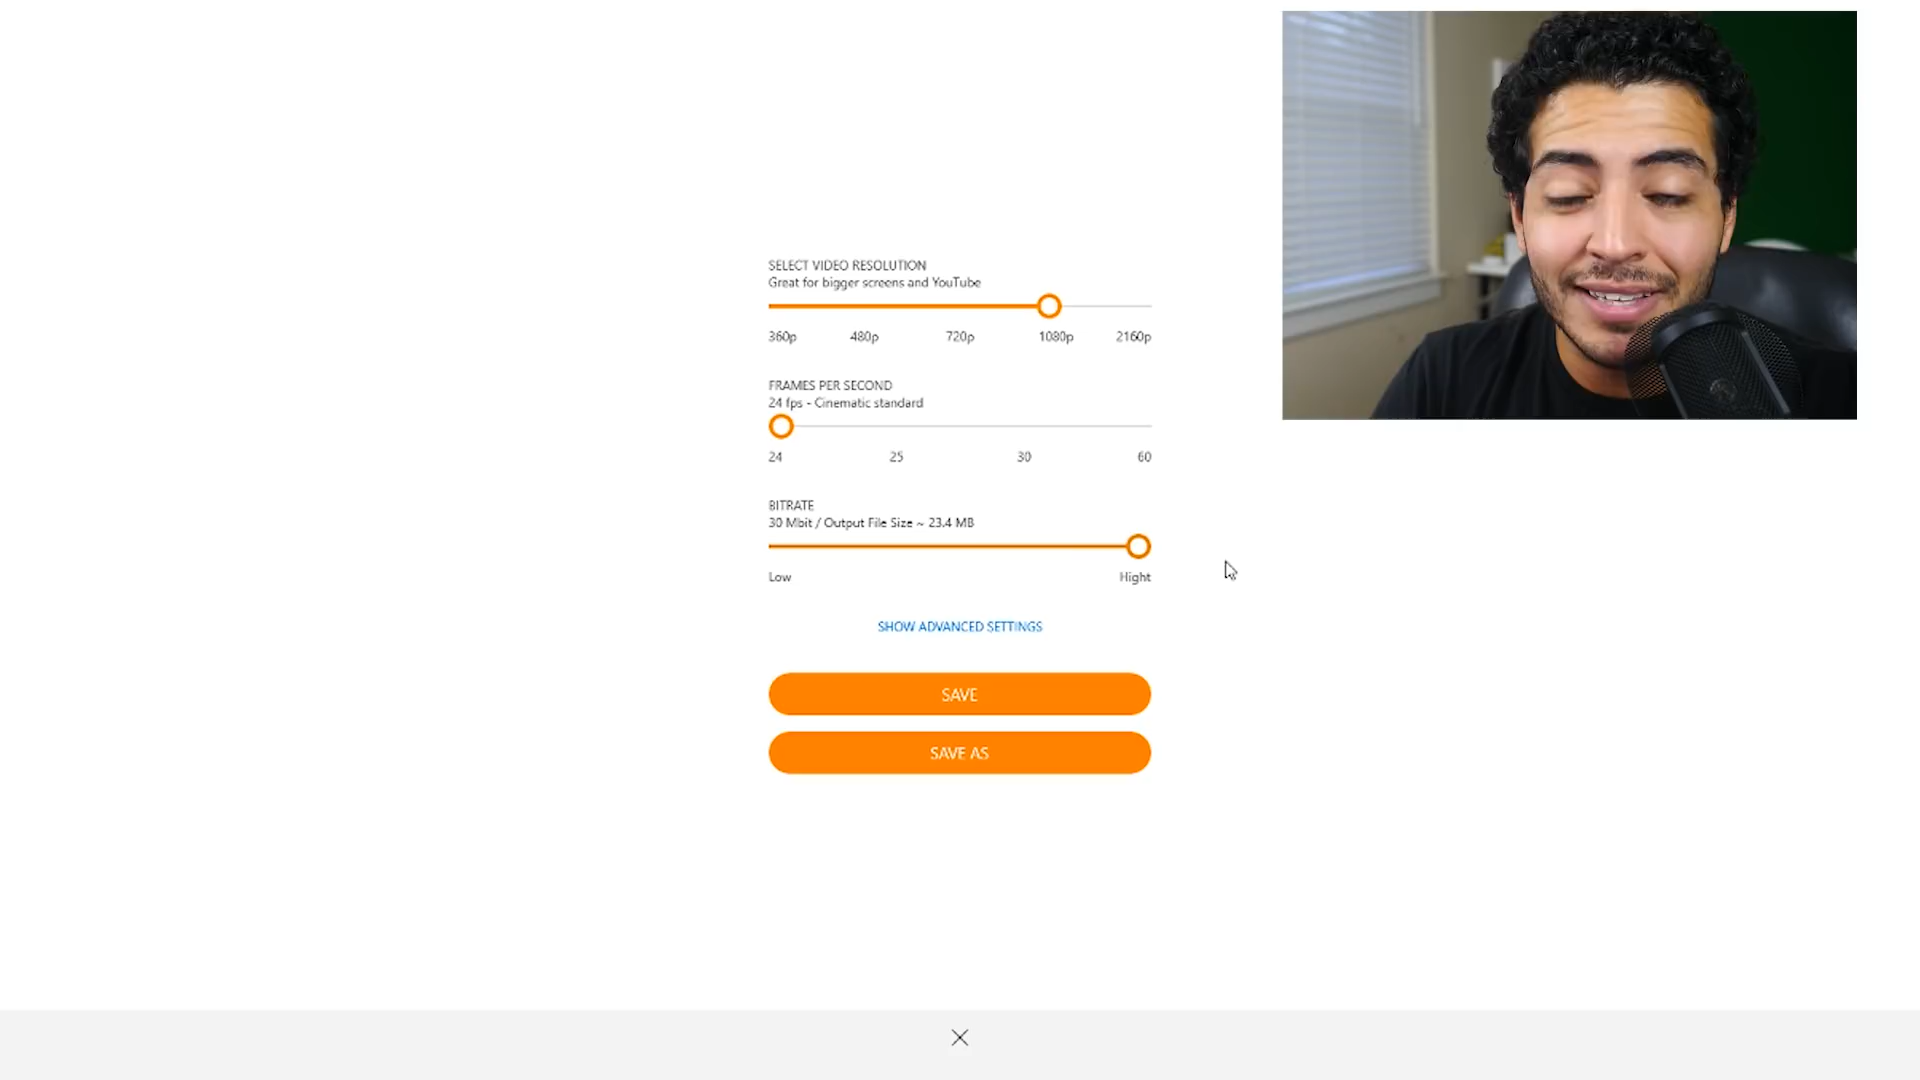 SELECT VIDEO RESOLUTION
Great for bigger screens and YouTube
360p 480p 720p 1080p 2160p
FRAMES PER SECOND
24 fps - Cinematic standard
24 25 30 60
BITRATE
30 Mbit / Output File Size ~ 23.4 MB
Low Hight
SHOW ADVANCED SETTINGS
SAVE
SAVE AS